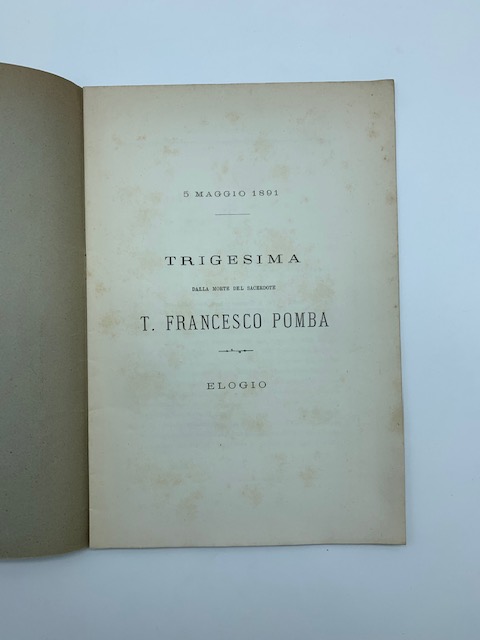 5 MAGGIO 1891
TRIGESIMA
DALLA MORTE DEL SACERDOTE
T. FRANCESCO POMBA
ELOGIO